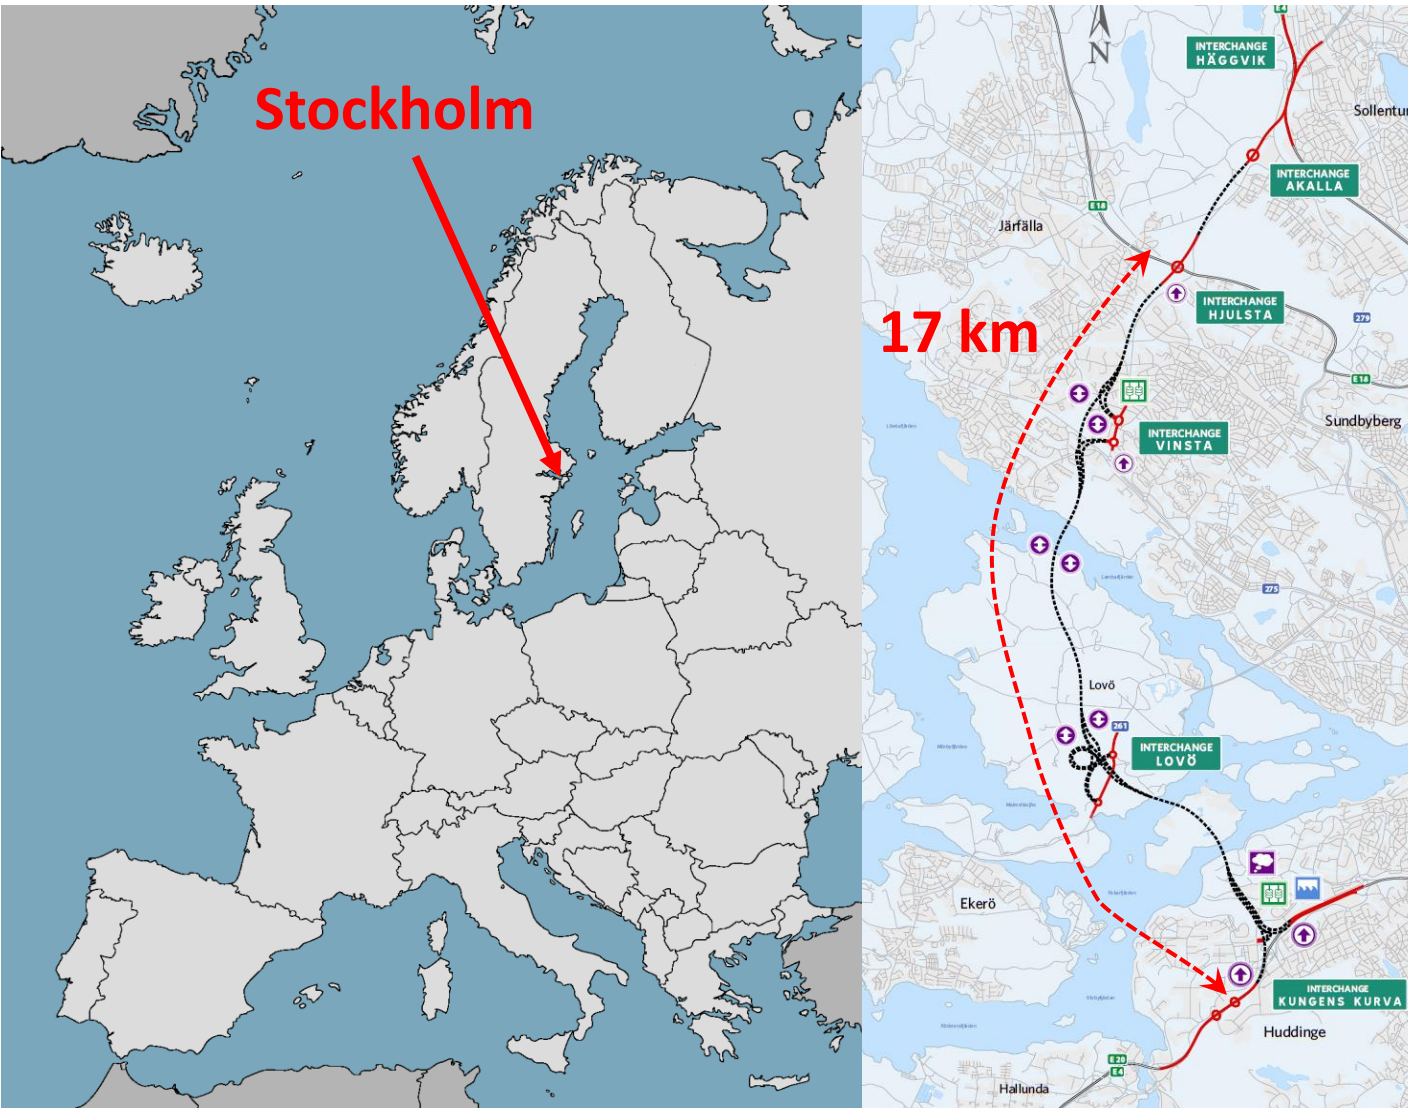 Stockholm
E4
N
INTERCHANGE
HÄGGVIK
Sollentu
INTERCHANGE
AKALLA
E18
Järfälla
INTERCHANGE
HJULSTA
279
17 km
E18
Sundbyberg
INTERCHANGE
VINSTA
275
Lovö
261
INTERCHANGE
LOVÖ
Ekerö
INTERCHANGE
KUNGENS KURVA
Huddinge
E20
E4
Hallunda